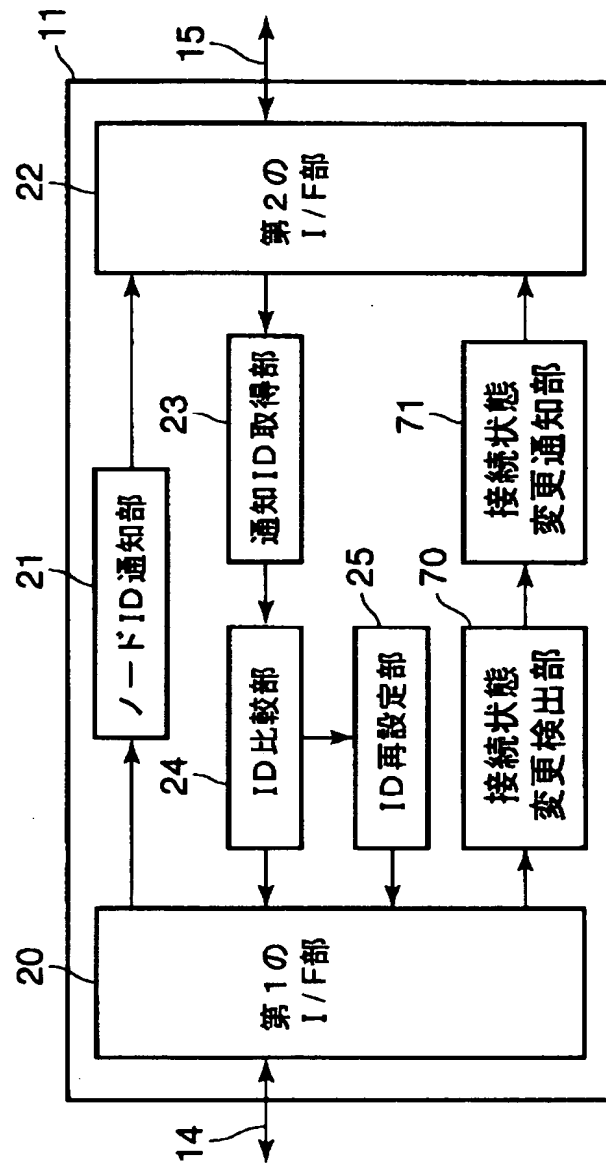 11
20
21
22
第1の
I/F部
ノードID通知部
第2の
I/F部
14
15
24
23
ID比較部
通知ID取得部
25
ID再設定部
70
71
接続状態
変更検出部
接続状態
変更通知部